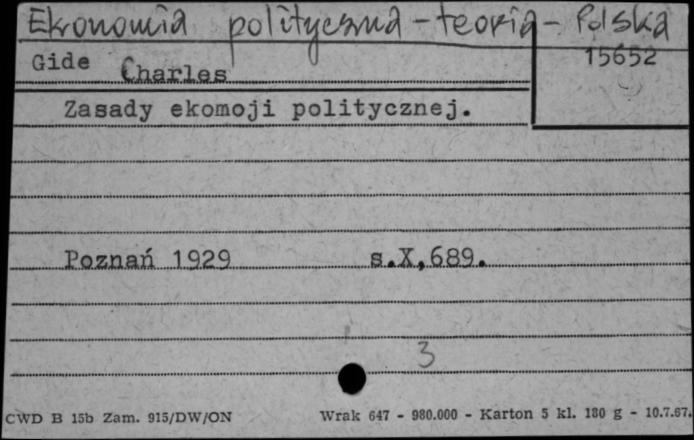 Ekonomia polityczna - teoria - Polska
15652
Gide Charles
Zasady ekomoji politycznej.
Poznań 1929 s.X,689.
3
CWD B 15b Zam. 915/DW/ON Wrak 647 - 980.000 - Karton 5 kl. 180 g - 10.7.67.